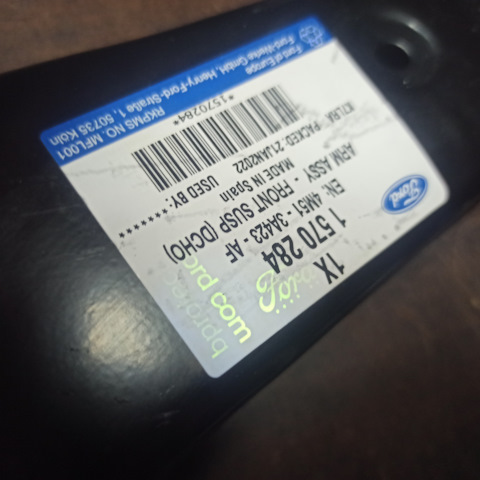 Ford
1X
1 570 284
EN- 4M51 - 3A423 - AF
ARM ASSY - FRONT SUSP (DCHO)
MADE IN Spain
PACKED: 21JAN2022
USED BY:
*1570284*
Ford of Europe
Ford-Werke GmbH, Henry-Ford-Straße 1, 50735 Köln
RKPMS NO. MFL001
Ford
ord com